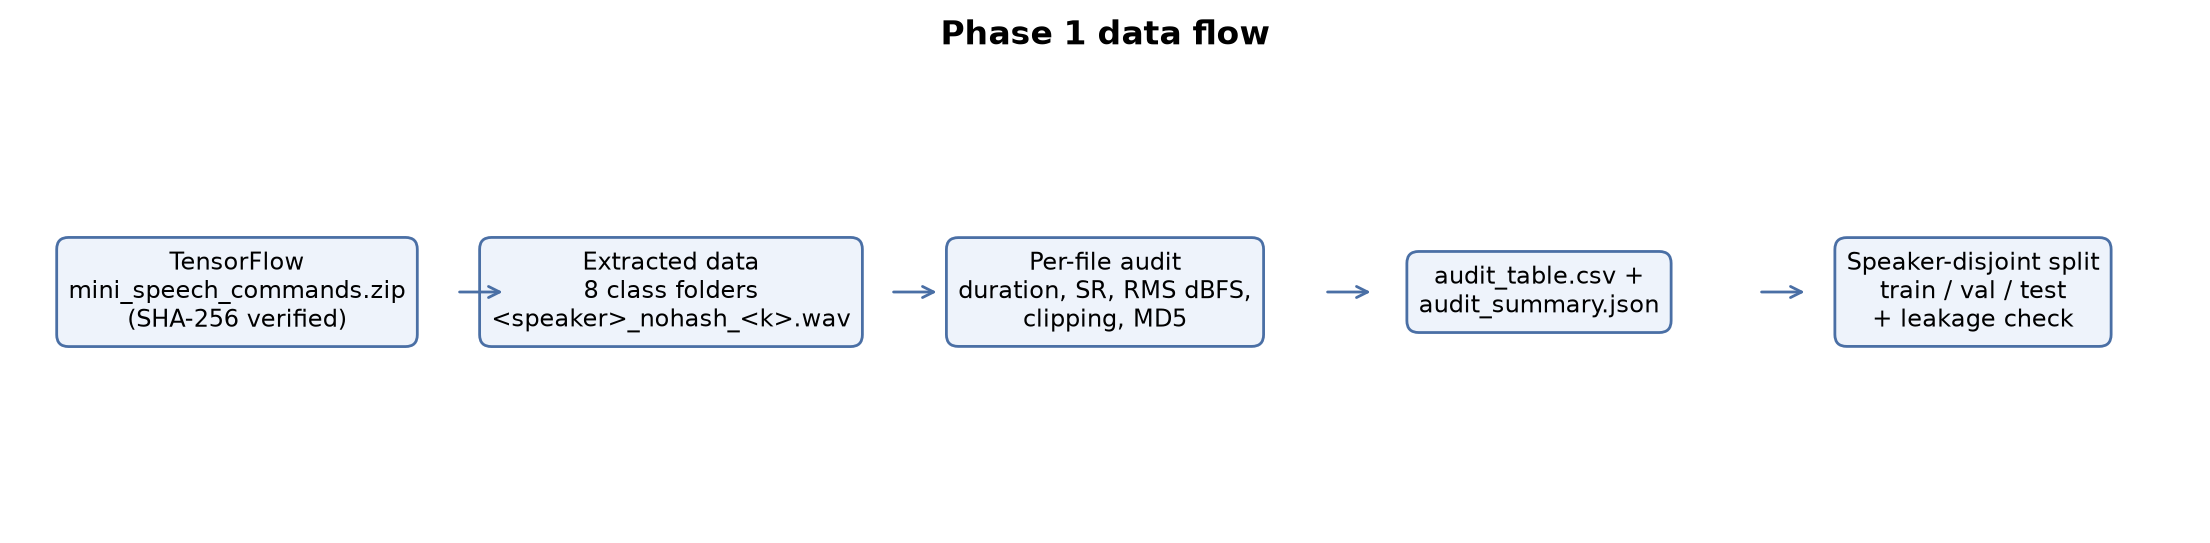 Phase 1 data flow
TensorFlow
mini_speech_commands.zip
(SHA-256 verified)
Extracted data
8 class folders
<speaker>_nohash_<k>.wav
Per-file audit
duration, SR, RMS dBFS,
clipping, MD5
audit_table.csv +
audit_summary.json
Speaker-disjoint split
train / val / test
+ leakage check